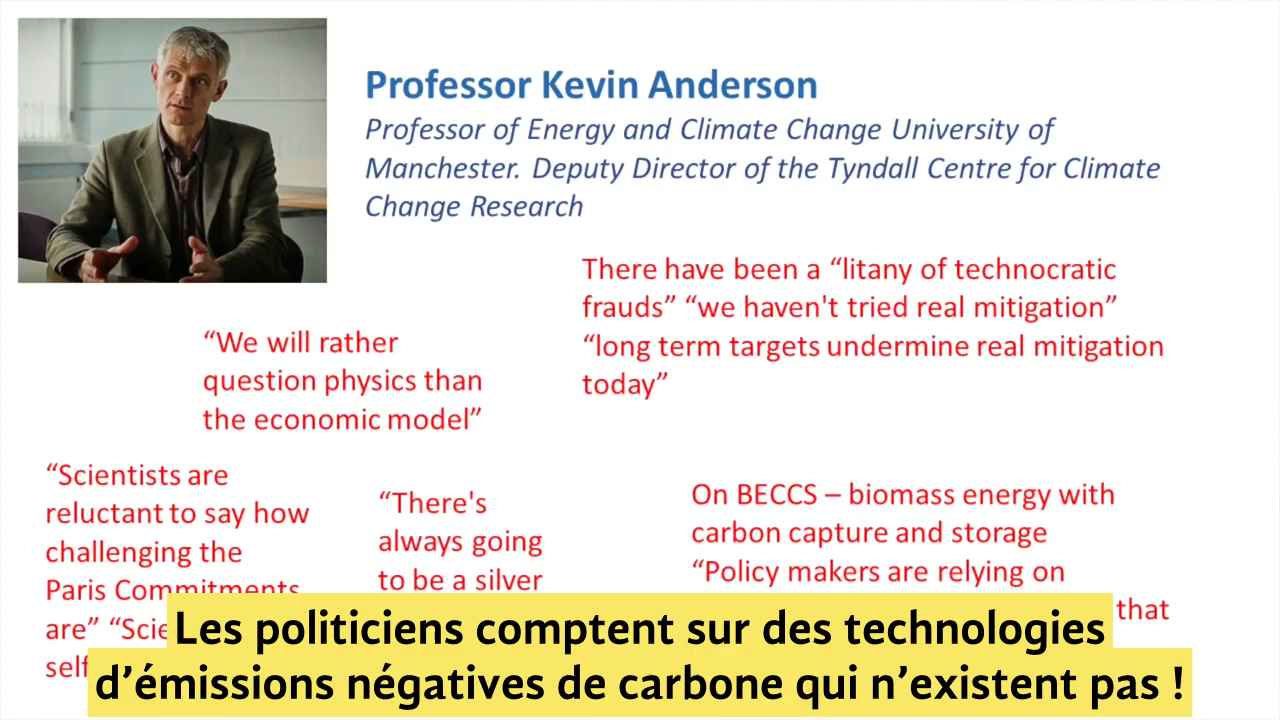 Professor Kevin Anderson
Professor of Energy and Climate Change University of
Manchester. Deputy Director of the Tyndall Centre for Climate
Change Research
There have been a “litany of technocratic
frauds” “we haven't tried real mitigation”
“long term targets undermine real mitigation
today”
“We will rather
question physics than
the economic model”
“Scientists are
reluctant to say how
challenging the
Paris Commitments
are”
“There's
always going
to be a silver
On BECCS – biomass energy with
carbon capture and storage
“Policy makers are relying on
that
Les politiciens comptent sur des technologies
d’émissions négatives de carbone qui n’existent pas !